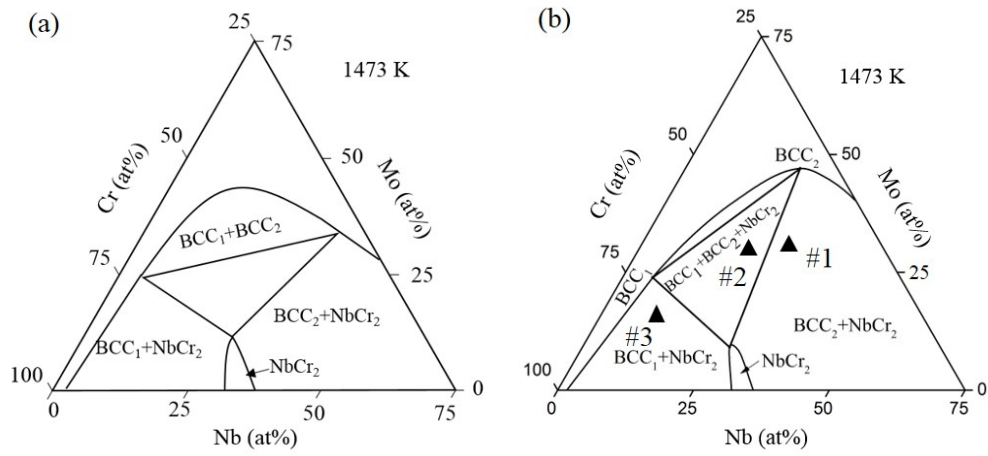 (a)
25
75
1473 K
50
50
Cr (at%)
Mo (at%)
BCC₁+BCC₂
75
25
BCC₂+NbCr₂
BCC₁+NbCr₂
NbCr₂
100
0
0
25
50
75
Nb (at%)
(b)
25
75
1473 K
50
BCC₂
50
Cr (at%)
Mo (at%)
BCC₁+BCC₂+NbCr₂
75
BCC₁
#1
#2
25
#3
BCC₂+NbCr₂
BCC₁+NbCr₂
NbCr₂
100
0
0
25
50
75
Nb (at%)